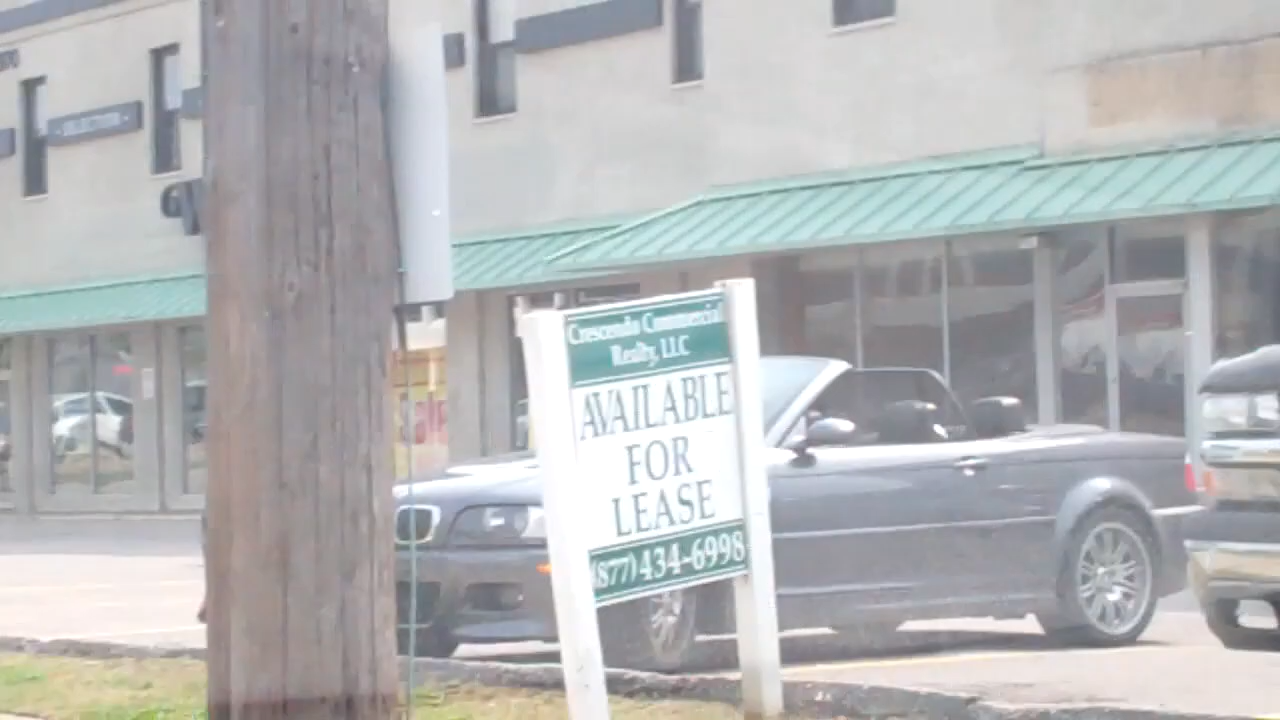 Crescendo Commercial
Realty, LLC
AVAILABLE
FOR
LEASE
(877) 434-6998